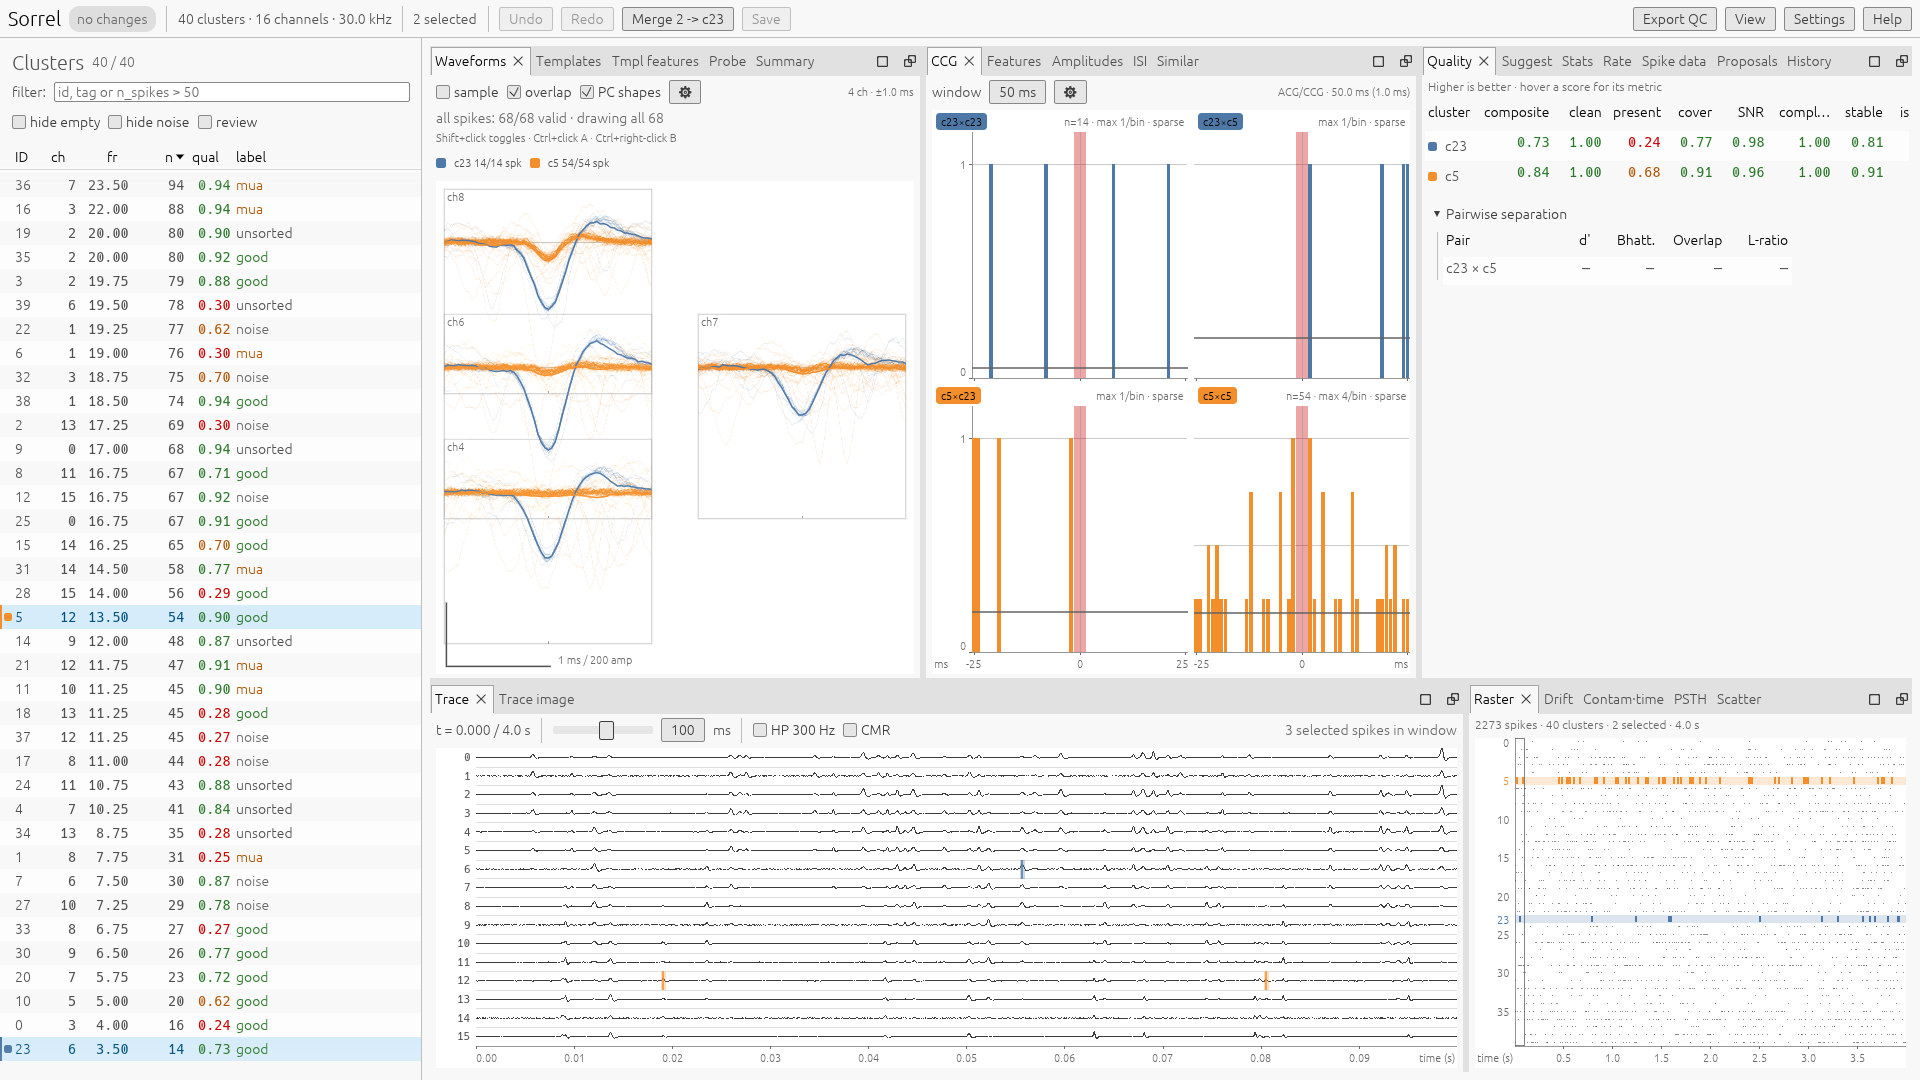 Sorrel no changes 40 clusters · 16 channels · 30.0 kHz 2 selected Undo Redo Merge 2 -> c23 Save Export QC View Settings Help
Clusters 40 / 40
filter: id, tag or n_spikes > 50
hide empty hide noise review
ID ch fr n▼ qual label
36 7 23.50 94 0.94 mua
16 3 22.00 88 0.94 mua
19 2 20.00 80 0.90 unsorted
35 2 20.00 80 0.92 good
3 2 19.75 79 0.88 good
39 6 19.50 78 0.30 unsorted
22 1 19.25 77 0.62 noise
6 1 19.00 76 0.30 mua
32 3 18.75 75 0.70 noise
38 1 18.50 74 0.94 good
2 13 17.25 69 0.30 noise
9 0 17.00 68 0.94 unsorted
8 11 16.75 67 0.71 good
12 15 16.75 67 0.92 noise
25 0 16.75 67 0.91 good
15 14 16.25 65 0.70 good
31 14 14.50 58 0.77 mua
28 15 14.00 56 0.29 good
5 12 13.50 54 0.90 good
14 9 12.00 48 0.87 unsorted
21 12 11.75 47 0.91 mua
11 10 11.25 45 0.90 mua
18 13 11.25 45 0.28 good
37 12 11.25 45 0.27 noise
17 8 11.00 44 0.28 noise
24 11 10.75 43 0.88 unsorted
4 7 10.25 41 0.84 unsorted
34 13 8.75 35 0.28 unsorted
1 8 7.75 31 0.25 mua
7 6 7.50 30 0.87 noise
27 10 7.25 29 0.78 noise
33 8 6.75 27 0.27 good
30 9 6.50 26 0.77 good
20 7 5.75 23 0.72 good
10 5 5.00 20 0.62 good
0 3 4.00 16 0.24 good
23 6 3.50 14 0.73 good
Waveforms Templates Tmpl features Probe Summary
sample overlap PC shapes 4 ch · ±1.0 ms
all spikes: 68/68 valid · drawing all 68
Shift+click toggles · Ctrl+click A · Ctrl+right-click B
c23 14/14 spk c5 54/54 spk
ch8
ch6
ch7
ch4
1 ms / 200 amp
CCG Features Amplitudes ISI Similar
window 50 ms ACG/CCG · 50.0 ms (1.0 ms)
c23×c23 n=14 · max 1/bin · sparse
c23×c5 max 1/bin · sparse
1
0
c5×c23 max 1/bin · sparse
c5×c5 n=54 · max 4/bin · sparse
1
0
ms -25 0 25
-25 0 ms
Quality Suggest Stats Rate Spike data Proposals History
Higher is better · hover a score for its metric
cluster composite clean present cover SNR compl... stable is
c23 0.73 1.00 0.24 0.77 0.98 1.00 0.81
c5 0.84 1.00 0.68 0.91 0.96 1.00 0.91
▼ Pairwise separation
Pair d' Bhatt. Overlap L-ratio
c23 × c5 – – – –
Trace Trace image
t = 0.000 / 4.0 s 100 ms HP 300 Hz CMR 3 selected spikes in window
0
1
2
3
4
5
6
7
8
9
10
11
12
13
14
15
0.00 0.01 0.02 0.03 0.04 0.05 0.06 0.07 0.08 0.09 time (s)
Raster Drift Contam·time PSTH Scatter
2273 spikes · 40 clusters · 2 selected · 4.0 s
0
5
10
15
20
23
25
30
35
time (s) 0.5 1.0 1.5 2.0 2.5 3.0 3.5